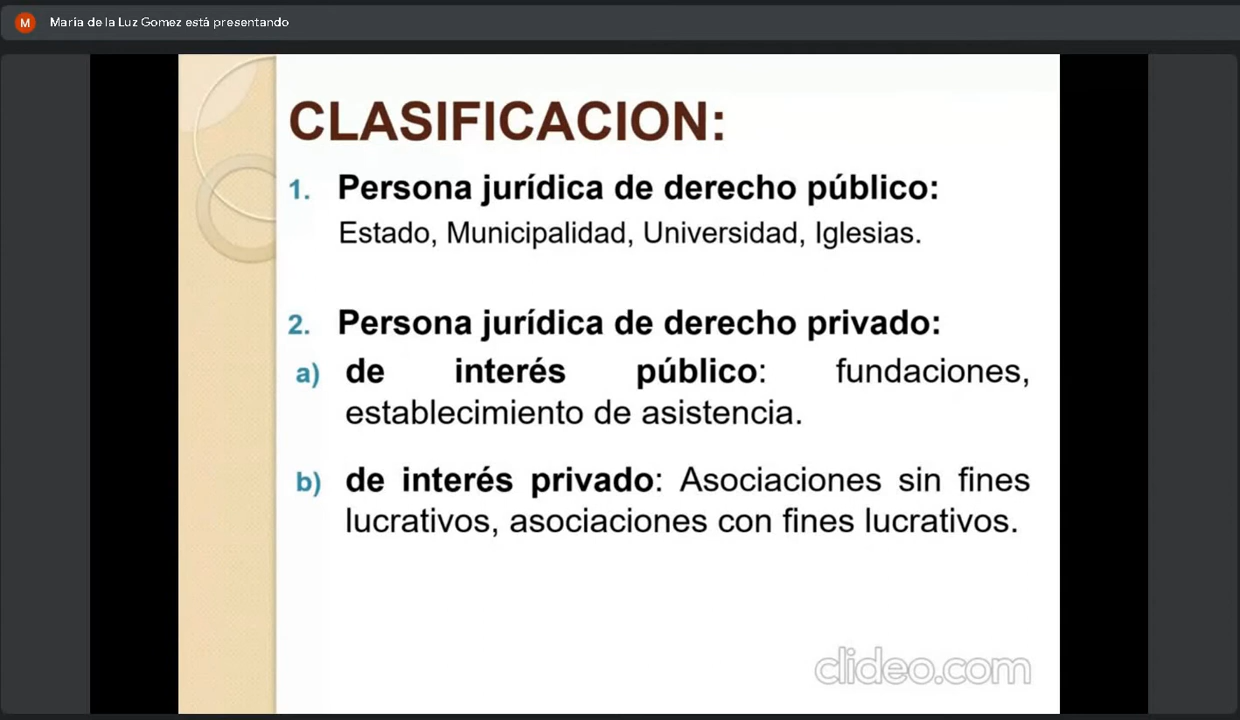 M María de la Luz Gomez está presentando
CLASIFICACION:
1. Persona jurídica de derecho público:
Estado, Municipalidad, Universidad, Iglesias.
2. Persona jurídica de derecho privado:
a) de interés público: fundaciones,
establecimiento de asistencia.
b) de interés privado: Asociaciones sin fines
lucrativos, asociaciones con fines lucrativos.
clideo.com